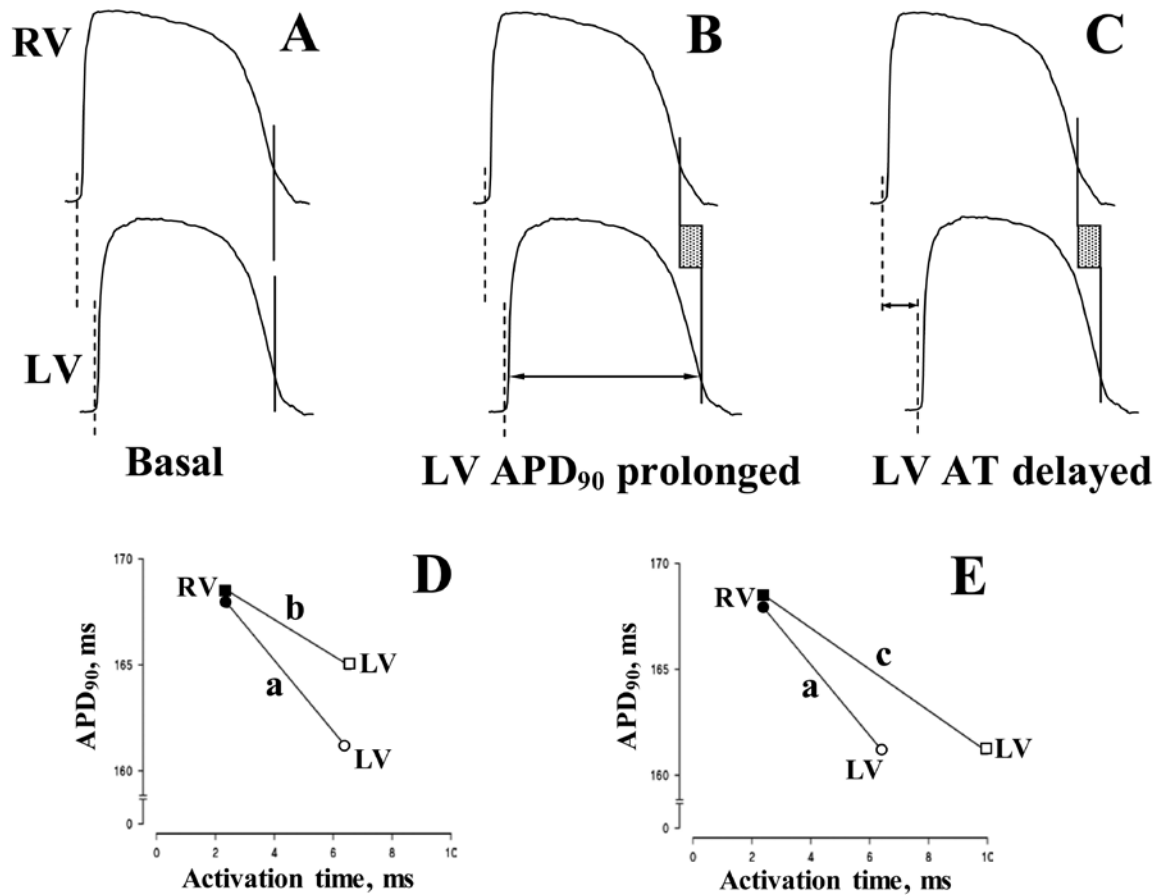 RV
A
B
C
LV
Basal
LV APD₉₀ prolonged
LV AT delayed
D
170
165
160
0
APD₉₀, ms
RV
b
a
LV
LV
0 2 4 6 8 1C
Activation time, ms
E
170
165
160
0
APD₉₀, ms
RV
c
a
LV
LV
0 2 4 6 8 1C
Activation time, ms